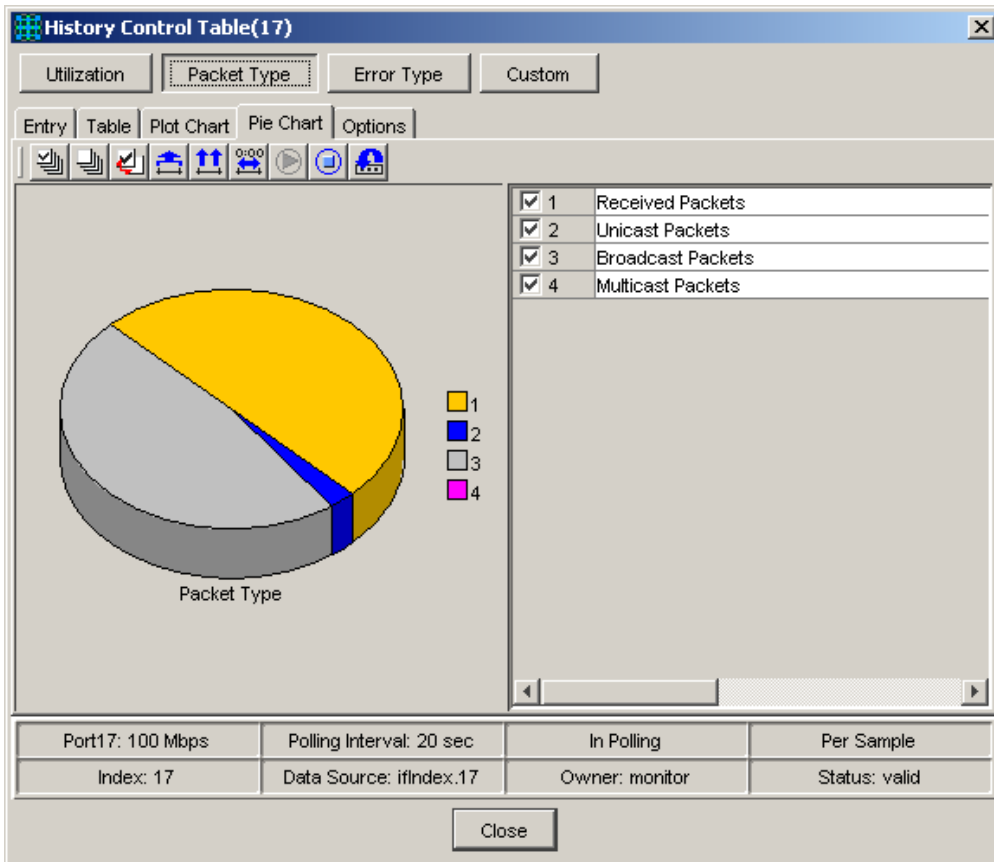 History Control Table(17)
Utilization Packet Type Error Type Custom
Entry Table Plot Chart Pie Chart Options
0:00
1 Received Packets
2 Unicast Packets
3 Broadcast Packets
4 Multicast Packets
1
2
3
4
Packet Type
Port17: 100 Mbps Polling Interval: 20 sec In Polling Per Sample
Index: 17 Data Source: ifIndex.17 Owner: monitor Status: valid
Close